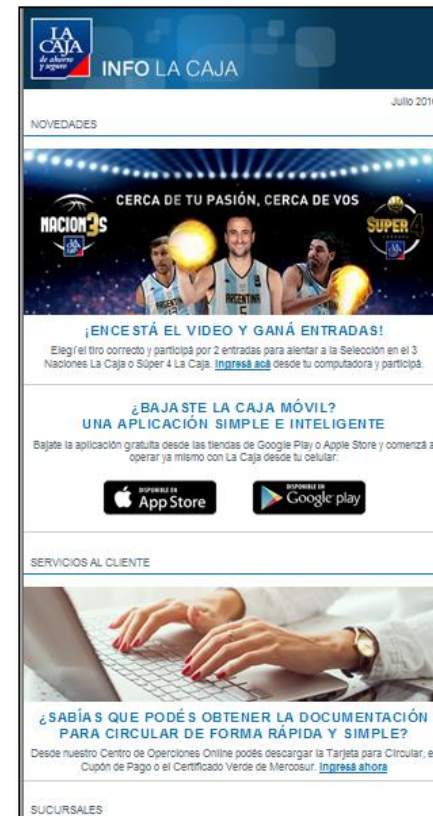 LA
CAJA
de ahorro
y seguro
INFO LA CAJA
Julio 2016
NOVEDADES
CERCA DE TU PASIÓN, CERCA DE VOS
NACION3S
SUPER 4
ARGENTINA
ARGENTINA
5
¡ENCESTÁ EL VIDEO Y GANÁ ENTRADAS!
Elegí el tiro correcto y participá por 2 entradas para alentar a la Selección en el 3
Naciones La Caja o Súper 4 La Caja. Ingresá acá desde tu computadora y participá.
¿BAJASTE LA CAJA MÓVIL?
UNA APLICACIÓN SIMPLE E INTELIGENTE
Bajate la aplicación gratuita desde las tiendas de Google Play o Apple Store y comenzá a
operar ya mismo con La Caja desde tu celular:
DISPONIBLE EN
App Store
DISPONIBLE EN
Google play
SERVICIOS AL CLIENTE
¿SABÍAS QUE PODÉS OBTENER LA DOCUMENTACIÓN
PARA CIRCULAR DE FORMA RÁPIDA Y SIMPLE?
Desde nuestro Centro de Operciones Online podés descargar la Tarjeta para Circular, e
Cupón de Pago o el Certificado Verde de Mercosur. Ingresá ahora
SUCURSALES